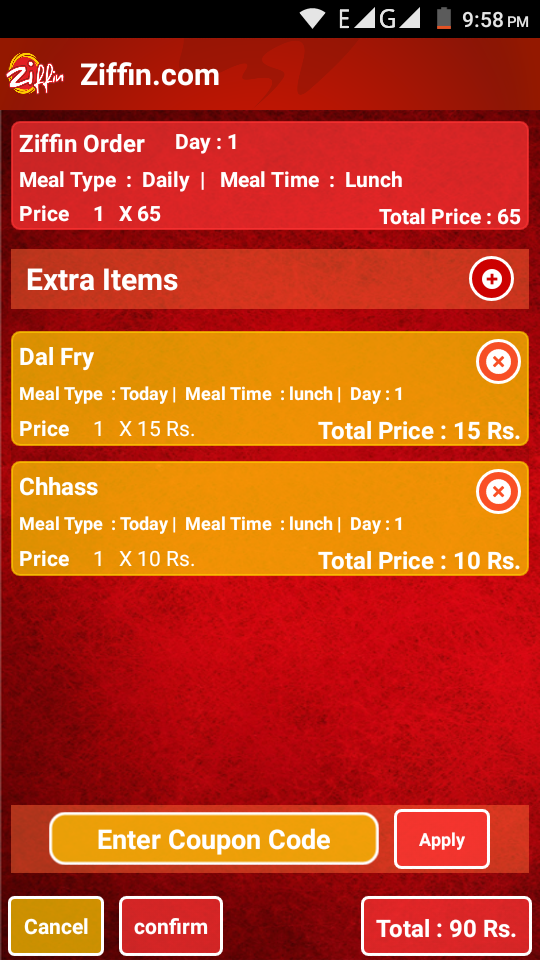 E G 9:58 PM
Ziffin Ziffin.com
Ziffin Order Day : 1
Meal Type : Daily | Meal Time : Lunch
Price 1 X 65 Total Price : 65
Extra Items
Dal Fry
Meal Type : Today | Meal Time : lunch | Day : 1
Price 1 X 15 Rs. Total Price : 15 Rs.
Chhass
Meal Type : Today | Meal Time : lunch | Day : 1
Price 1 X 10 Rs. Total Price : 10 Rs.
Enter Coupon Code Apply
Cancel confirm Total : 90 Rs.